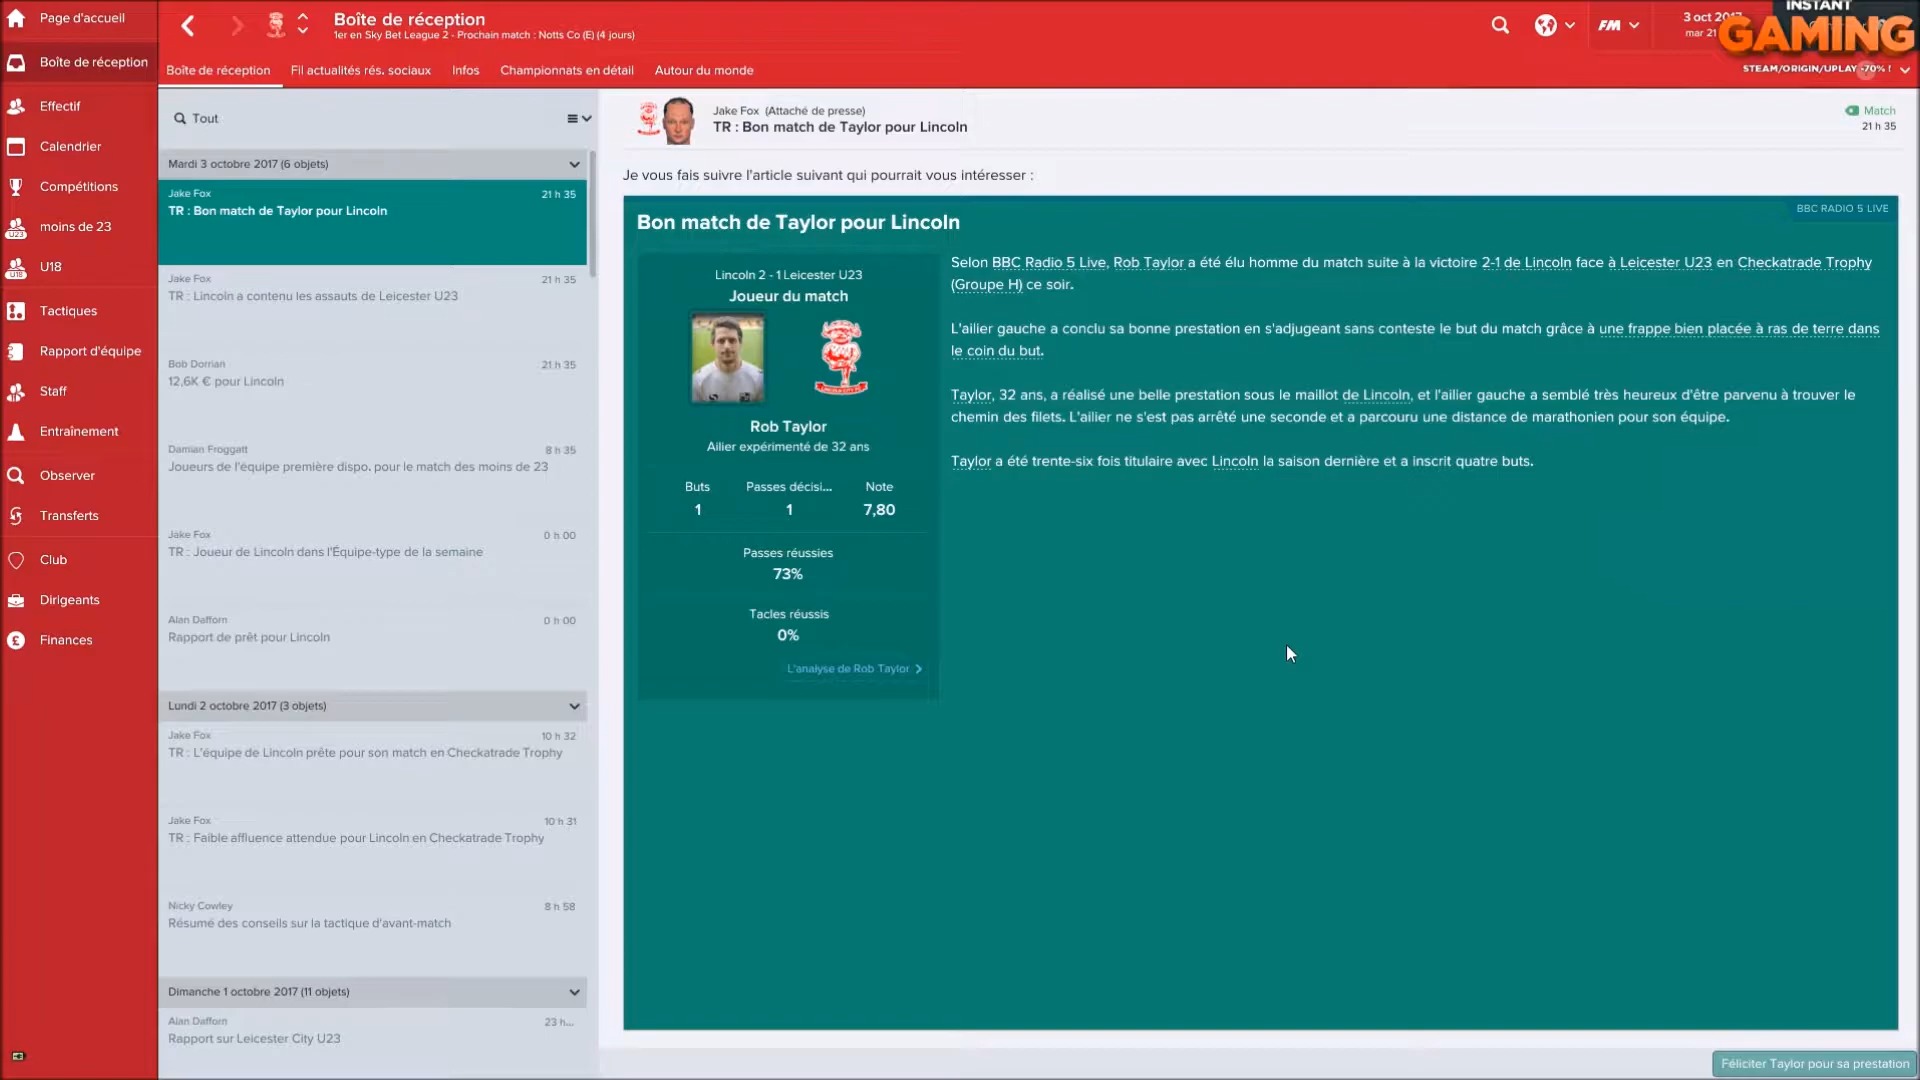 Page d'accueil
Boîte de réception
Effectif
Calendrier
Compétitions
moins de 23
U18
Tactiques
Rapport d'équipe
Staff
Entraînement
Observer
Transferts
Club
Dirigeants
Finances
Boîte de réception
1er en Sky Bet League 2 - Prochain match : Notts Co (E) (4 jours)
Boîte de réception
Fil actualités rés. sociaux
Infos
Championnats en détail
Autour du monde
FM
3 oct
mar 21
INSTANT
GAMING
STEAM/ORIGIN/UPLAY -70% !
Tout
Mardi 3 octobre 2017 (6 objets)
Jake Fox 21 h 35
TR : Bon match de Taylor pour Lincoln
Jake Fox 21 h 35
TR : Lincoln a contenu les assauts de Leicester U23
Bob Dorrian 21 h 35
12,6K € pour Lincoln
Damian Froggatt 8 h 35
Joueurs de l'équipe première dispo. pour le match des moins de 23
Jake Fox 0 h 00
TR : Joueur de Lincoln dans l'Équipe-type de la semaine
Alan Dafforn 0 h 00
Rapport de prêt pour Lincoln
Lundi 2 octobre 2017 (3 objets)
Jake Fox 10 h 32
TR : L'équipe de Lincoln prête pour son match en Checkatrade Trophy
Jake Fox 10 h 31
TR : Faible affluence attendue pour Lincoln en Checkatrade Trophy
Nicky Cowley 8 h 58
Résumé des conseils sur la tactique d'avant-match
Dimanche 1 octobre 2017 (11 objets)
Alan Dafforn 23 h...
Rapport sur Leicester City U23
Jake Fox (Attaché de presse)
TR : Bon match de Taylor pour Lincoln
Match
21 h 35
Je vous fais suivre l'article suivant qui pourrait vous intéresser :
BBC RADIO 5 LIVE
Bon match de Taylor pour Lincoln
Lincoln 2 - 1 Leicester U23
Joueur du match
Rob Taylor
Ailier expérimenté de 32 ans
Buts Passes décisi... Note
1 1 7,80
Passes réussies
73%
Tacles réussis
0%
L'analyse de Rob Taylor
Selon BBC Radio 5 Live, Rob Taylor a été élu homme du match suite à la victoire 2-1 de Lincoln face à Leicester U23 en Checkatrade Trophy
(Groupe H) ce soir.
L'ailier gauche a conclu sa bonne prestation en s'adjugeant sans conteste le but du match grâce à une frappe bien placée à ras de terre dans
le coin du but.
Taylor, 32 ans, a réalisé une belle prestation sous le maillot de Lincoln, et l'ailier gauche a semblé très heureux d'être parvenu à trouver le
chemin des filets. L'ailier ne s'est pas arrêté une seconde et a parcouru une distance de marathonien pour son équipe.
Taylor a été trente-six fois titulaire avec Lincoln la saison dernière et a inscrit quatre buts.
Féliciter Taylor pour sa prestation